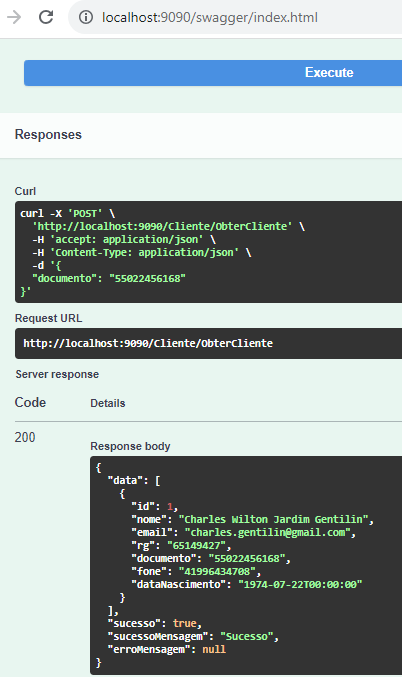 localhost:9090/swagger/index.html
Execute
Responses
Curl
curl -X 'POST' \
  'http://localhost:9090/Cliente/ObterCliente' \
  -H 'accept: application/json' \
  -H 'Content-Type: application/json' \
  -d '{
  "documento": "55022456168"
}'
Request URL
http://localhost:9090/Cliente/ObterCliente
Server response
Code Details
200
Response body
{
  "data": [
    {
      "id": 1,
      "nome": "Charles Wilton Jardim Gentilin",
      "email": "charles.gentilin@gmail.com",
      "rg": "65149427",
      "documento": "55022456168",
      "fone": "41996434708",
      "dataNascimento": "1974-07-22T00:00:00"
    }
  ],
  "sucesso": true,
  "sucessoMensagem": "Sucesso",
  "erroMensagem": null
}